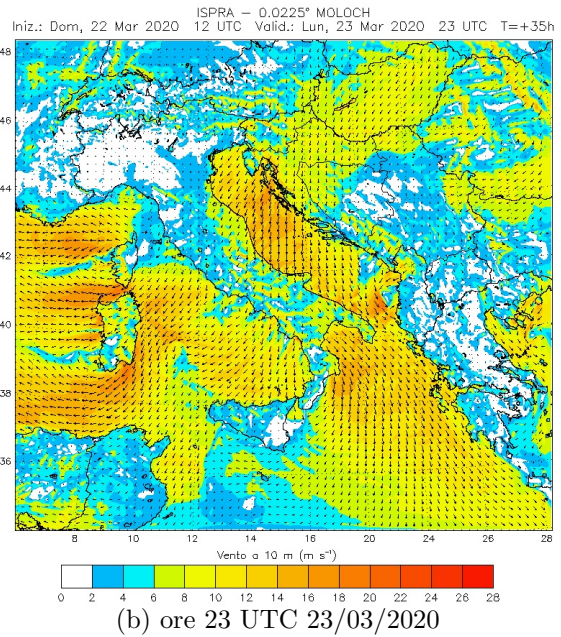 ISPRA – 0.0225° MOLOCH
Iniz.: Dom, 22 Mar 2020 12 UTC Valid.: Lun, 23 Mar 2020 23 UTC T=+35h
48
46
44
42
40
38
36
8 10 12 14 16 18 20 22 24 26 28
Vento a 10 m (m s⁻¹)
0 2 4 6 8 10 12 14 16 18 20 22 24 26 28
(b) ore 23 UTC 23/03/2020